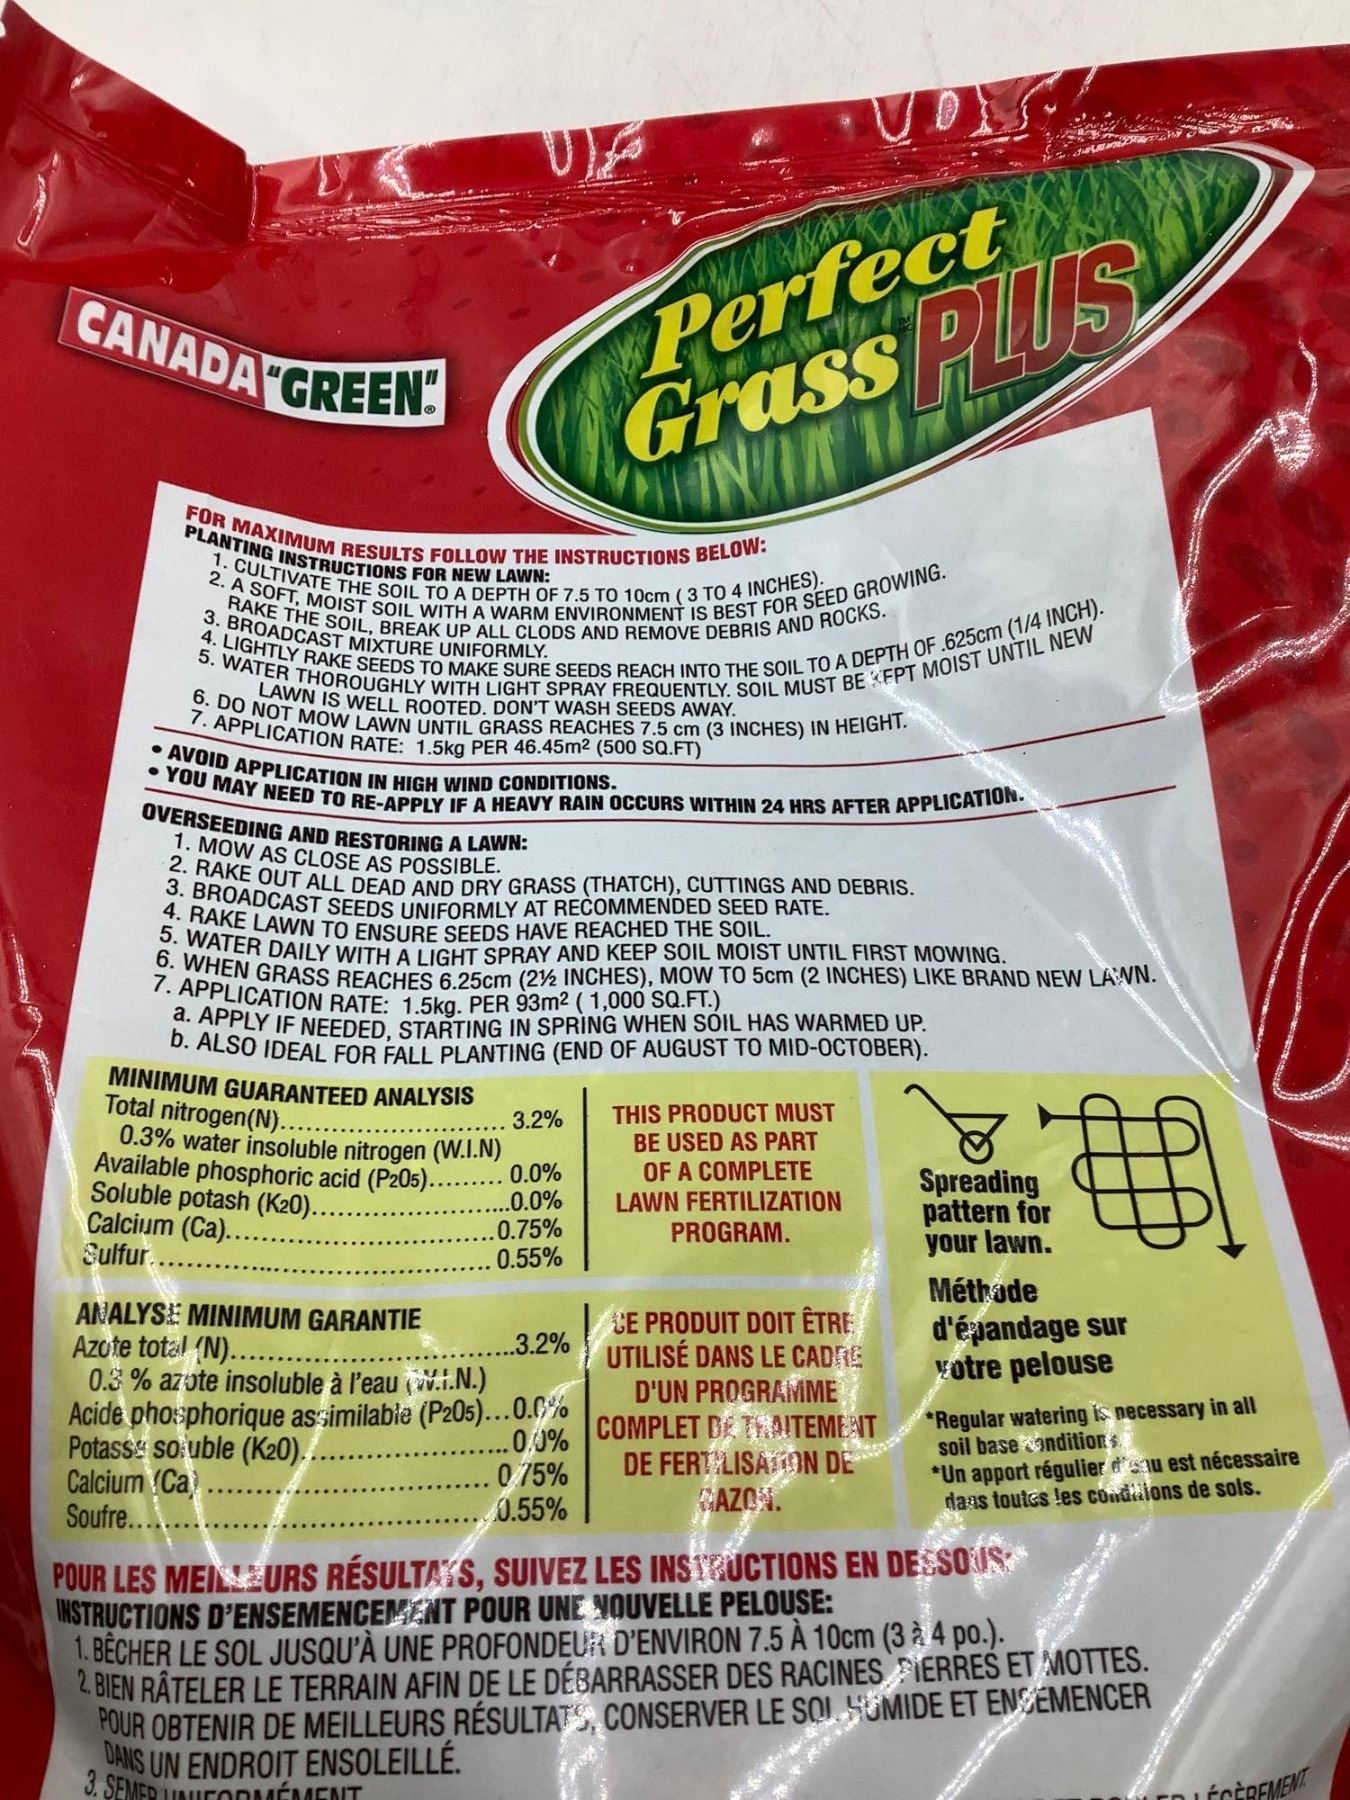 Perfect
Grass PLUS
TM
MC
CANADA "GREEN"®
FOR MAXIMUM RESULTS FOLLOW THE INSTRUCTIONS BELOW:
PLANTING INSTRUCTIONS FOR NEW LAWN:
1. CULTIVATE THE SOIL TO A DEPTH OF 7.5 TO 10cm ( 3 TO 4 INCHES).
2. A SOFT, MOIST SOIL WITH A WARM ENVIRONMENT IS BEST FOR SEED GROWING.
RAKE THE SOIL, BREAK UP ALL CLODS AND REMOVE DEBRIS AND ROCKS.
3. BROADCAST MIXTURE UNIFORMLY.
4. LIGHTLY RAKE SEEDS TO MAKE SURE SEEDS REACH INTO THE SOIL TO A DEPTH OF .625cm (1/4 INCH).
5. WATER THOROUGHLY WITH LIGHT SPRAY FREQUENTLY. SOIL MUST BE KEPT MOIST UNTIL NEW
LAWN IS WELL ROOTED. DON'T WASH SEEDS AWAY.
6. DO NOT MOW LAWN UNTIL GRASS REACHES 7.5 cm (3 INCHES) IN HEIGHT.
7. APPLICATION RATE: 1.5kg PER 46.45m² (500 SQ.FT)
• AVOID APPLICATION IN HIGH WIND CONDITIONS.
• YOU MAY NEED TO RE-APPLY IF A HEAVY RAIN OCCURS WITHIN 24 HRS AFTER APPLICATION.
OVERSEEDING AND RESTORING A LAWN:
1. MOW AS CLOSE AS POSSIBLE.
2. RAKE OUT ALL DEAD AND DRY GRASS (THATCH), CUTTINGS AND DEBRIS.
3. BROADCAST SEEDS UNIFORMLY AT RECOMMENDED SEED RATE.
4. RAKE LAWN TO ENSURE SEEDS HAVE REACHED THE SOIL.
5. WATER DAILY WITH A LIGHT SPRAY AND KEEP SOIL MOIST UNTIL FIRST MOWING.
6. WHEN GRASS REACHES 6.25cm (2½ INCHES), MOW TO 5cm (2 INCHES) LIKE BRAND NEW LAWN.
7. APPLICATION RATE: 1.5kg. PER 93m² ( 1,000 SQ.FT.)
a. APPLY IF NEEDED, STARTING IN SPRING WHEN SOIL HAS WARMED UP.
b. ALSO IDEAL FOR FALL PLANTING (END OF AUGUST TO MID-OCTOBER).
MINIMUM GUARANTEED ANALYSIS
Total nitrogen(N)........................ 3.2%
0.3% water insoluble nitrogen (W.I.N)
Available phosphoric acid (P2O5)......... 0.0%
Soluble potash (K20).....................0.0%
Calcium (Ca)............................0.75%
Sulfur.................................. 0.55%
THIS PRODUCT MUST
BE USED AS PART
OF A COMPLETE
LAWN FERTILIZATION
PROGRAM.
Spreading
pattern for
your lawn.
Méthode
d'épandage sur
votre pelouse
*Regular watering is necessary in all
soil base conditions.
*Un apport régulier d'eau est nécessaire
dans toutes les conditions de sols.
ANALYSE MINIMUM GARANTIE
Azote total (N)...........................3.2%
0.3 % azote insoluble à l'eau (W.I.N.)
Acide phosphorique assimilable (P2O5)...0.0%
Potasse soluble (K20).....................0.0%
Calcium (Ca) ............................ 0.75%
Soufre...................................0.55%
CE PRODUIT DOIT ÊTRE
UTILISÉ DANS LE CADRE
D'UN PROGRAMME
COMPLET DE TRAITEMENT
DE FERTILISATION DE
GAZON.
POUR LES MEILLEURS RÉSULTATS, SUIVEZ LES INSTRUCTIONS EN DESSOUS:
INSTRUCTIONS D'ENSEMENCEMENT POUR UNE NOUVELLE PELOUSE:
1. BÊCHER LE SOL JUSQU'À UNE PROFONDEUR D'ENVIRON 7.5 À 10cm (3 à 4 po.).
2. BIEN RÂTELER LE TERRAIN AFIN DE LE DÉBARRASSER DES RACINES, PIERRES ET MOTTES.
POUR OBTENIR DE MEILLEURS RÉSULTATS, CONSERVER LE SOL HUMIDE ET ENSEMENCER
DANS UN ENDROIT ENSOLEILLÉ.
3. SEMER UNIFORMÉMENT
LÉGÈREMENT.